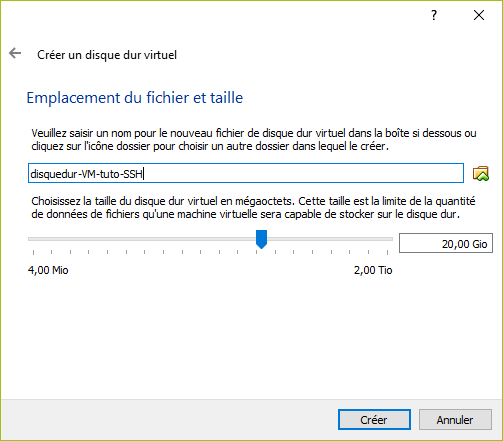 ?
Créer un disque dur virtuel
Emplacement du fichier et taille
Veuillez saisir un nom pour le nouveau fichier de disque dur virtuel dans la boîte si dessous ou
cliquez sur l'icône dossier pour choisir un autre dossier dans lequel le créer.
disquedur-VM-tuto-SSH
Choisissez la taille du disque dur virtuel en mégaoctets. Cette taille est la limite de la quantité
de données de fichiers qu'une machine virtuelle sera capable de stocker sur le disque dur.
20,00 Gio
4,00 Mio 2,00 Tio
Créer Annuler